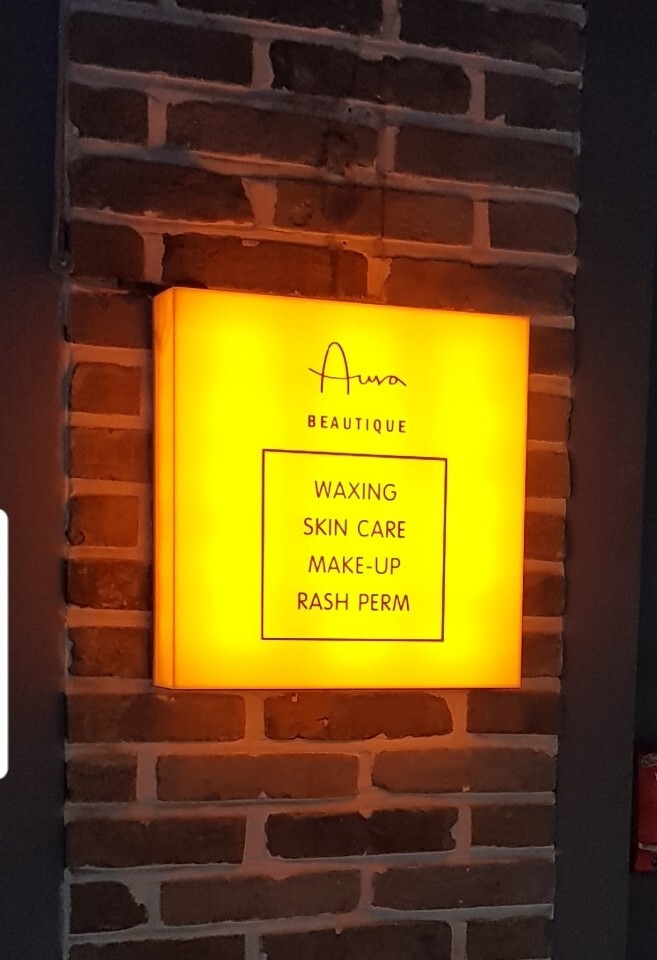 Aura
BEAUTIQUE
WAXING
SKIN CARE
MAKE-UP
RASH PERM